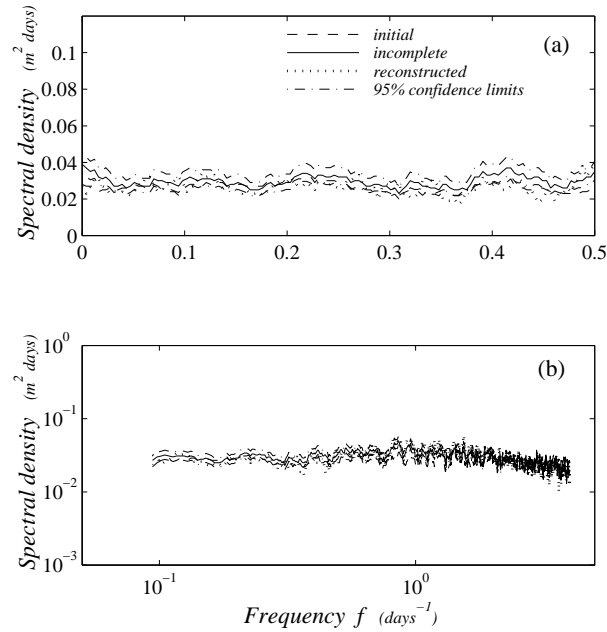 Spectral density (m² days)
0.12
0.1
0.08
0.06
0.04
0.02
0
(a)
initial
incomplete
reconstructed
95% confidence limits
0 0.1 0.2 0.3 0.4 0.5
Spectral density (m² days)
10⁰
10⁻¹
10⁻²
10⁻³
(b)
10⁻¹ 10⁰
Frequency f (days⁻¹)